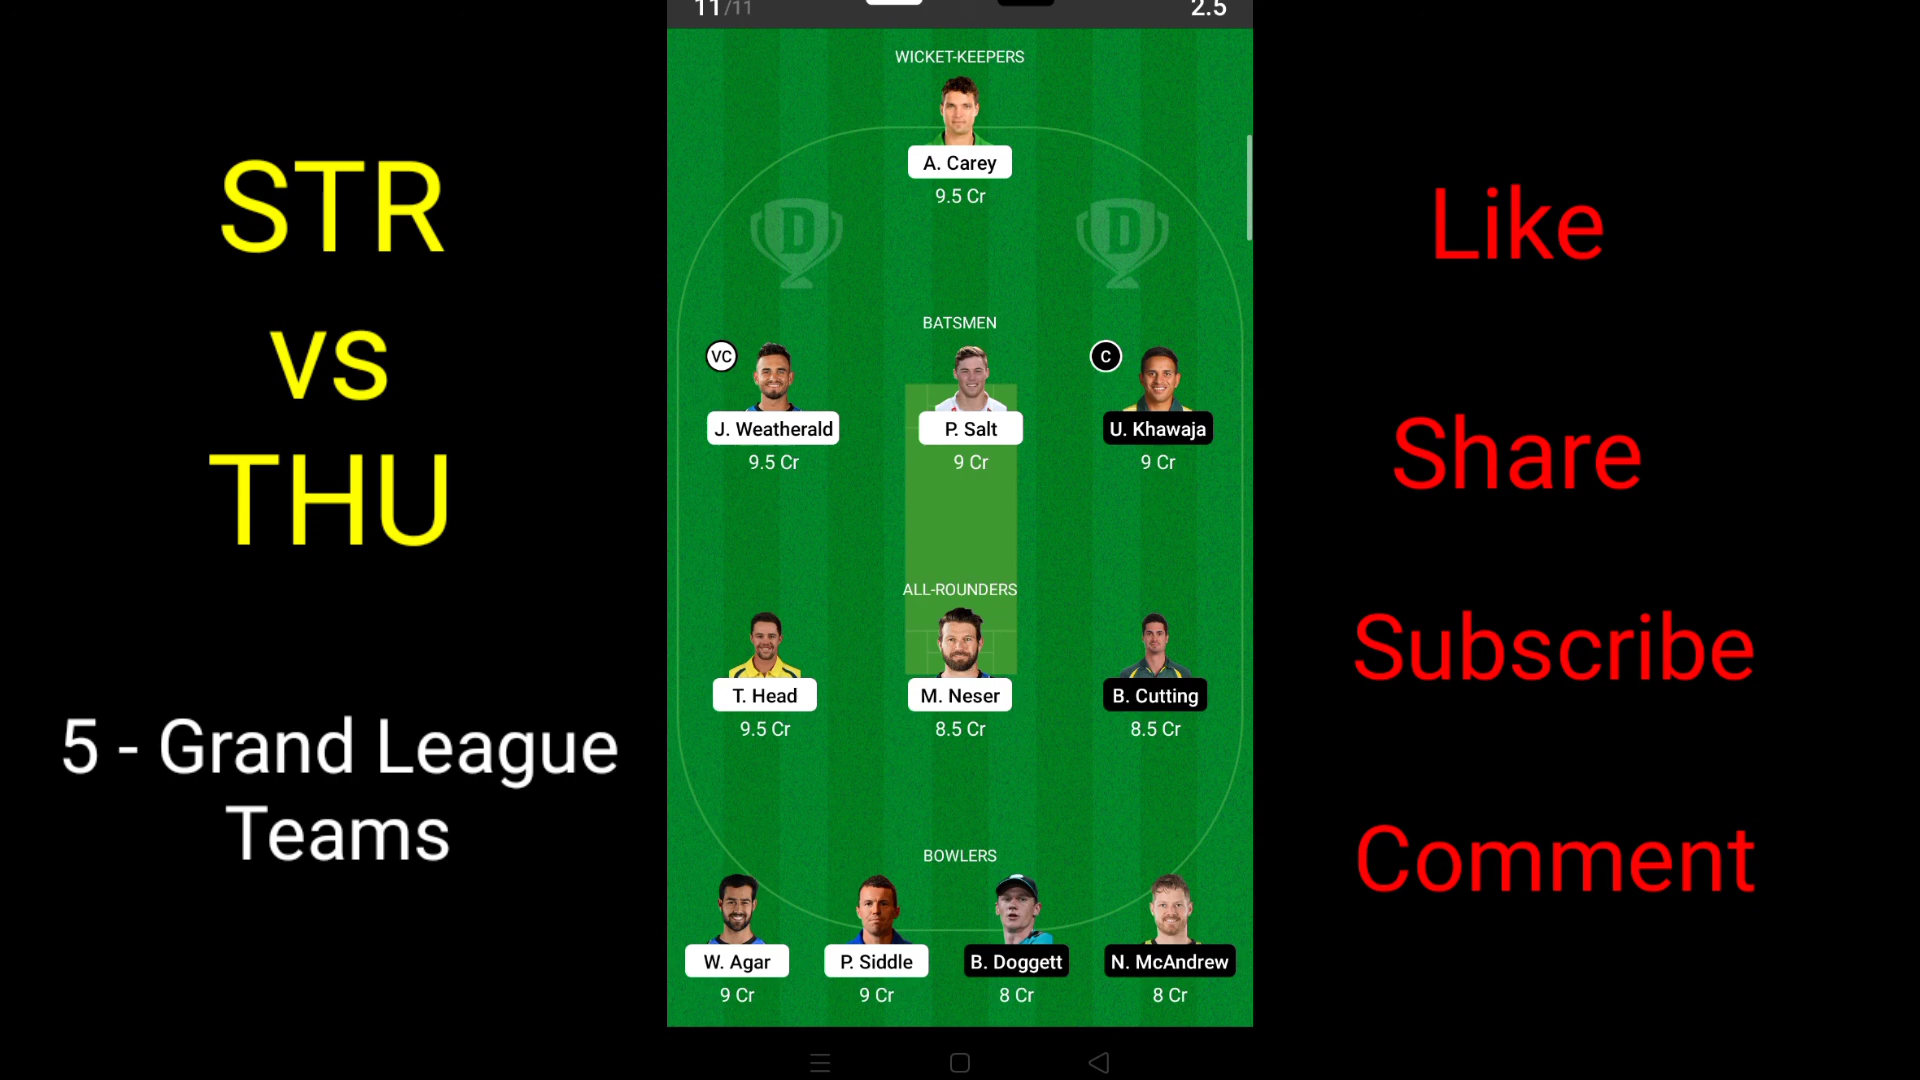 11/11
2.5
STR
vs
THU
5 - Grand League
Teams
WICKET-KEEPERS
A. Carey
9.5 Cr
D
D
BATSMEN
VC
C
J. Weatherald
P. Salt
U. Khawaja
9.5 Cr
9 Cr
9 Cr
ALL-ROUNDERS
T. Head
M. Neser
B. Cutting
9.5 Cr
8.5 Cr
8.5 Cr
BOWLERS
W. Agar
P. Siddle
B. Doggett
N. McAndrew
9 Cr
9 Cr
8 Cr
8 Cr
Like
Share
Subscribe
Comment